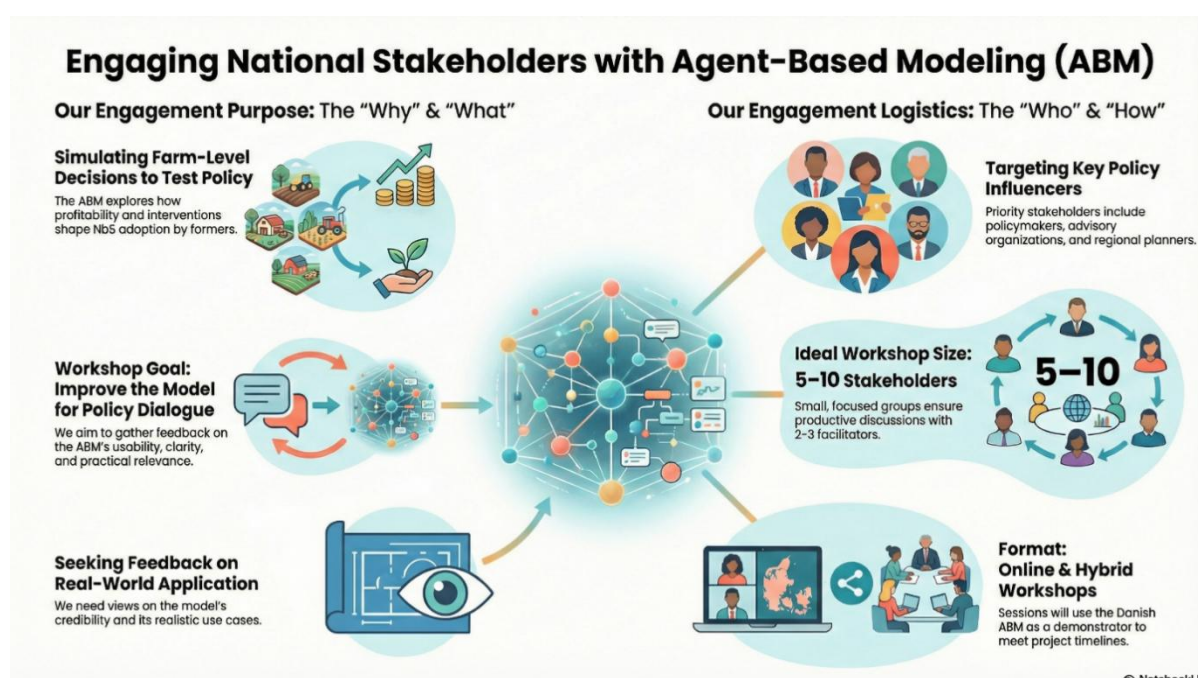 Engaging National Stakeholders with Agent-Based Modeling (ABM)
Our Engagement Purpose: The “Why” & “What”
Simulating Farm-Level
Decisions to Test Policy
The ABM explores how
profitability and interventions
shape NbS adoption by formers.
Workshop Goal:
Improve the Model
for Policy Dialogue
We aim to gather feedback on
the ABM's usability, clarity,
and practical relevance.
Seeking Feedback on
Real-World Application
We need views on the model's
credibility and its realistic use cases.
Our Engagement Logistics: The “Who” & “How”
Targeting Key Policy
Influencers
Priority stakeholders include
policymakers, advisory
organizations, and regional planners.
Ideal Workshop Size:
5–10 Stakeholders
Small, focused groups ensure
productive discussions with
2-3 facilitators.
5–10
Format:
Online & Hybrid
Workshops
Sessions will use the Danish
ABM as a demonstrator to
meet project timelines.